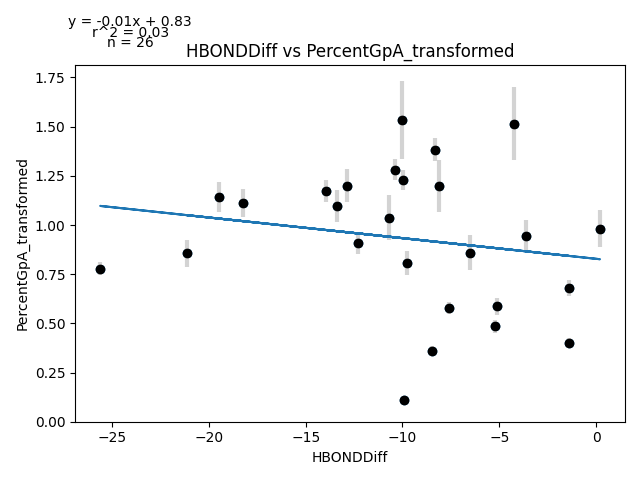 y = -0.01x + 0.83
r^2 = 0.03
n = 26
HBONDDiff vs PercentGpA_transformed
PercentGpA_transformed
1.75
1.50
1.25
1.00
0.75
0.50
0.25
0.00
−25
−20
−15
−10
−5
0
HBONDDiff